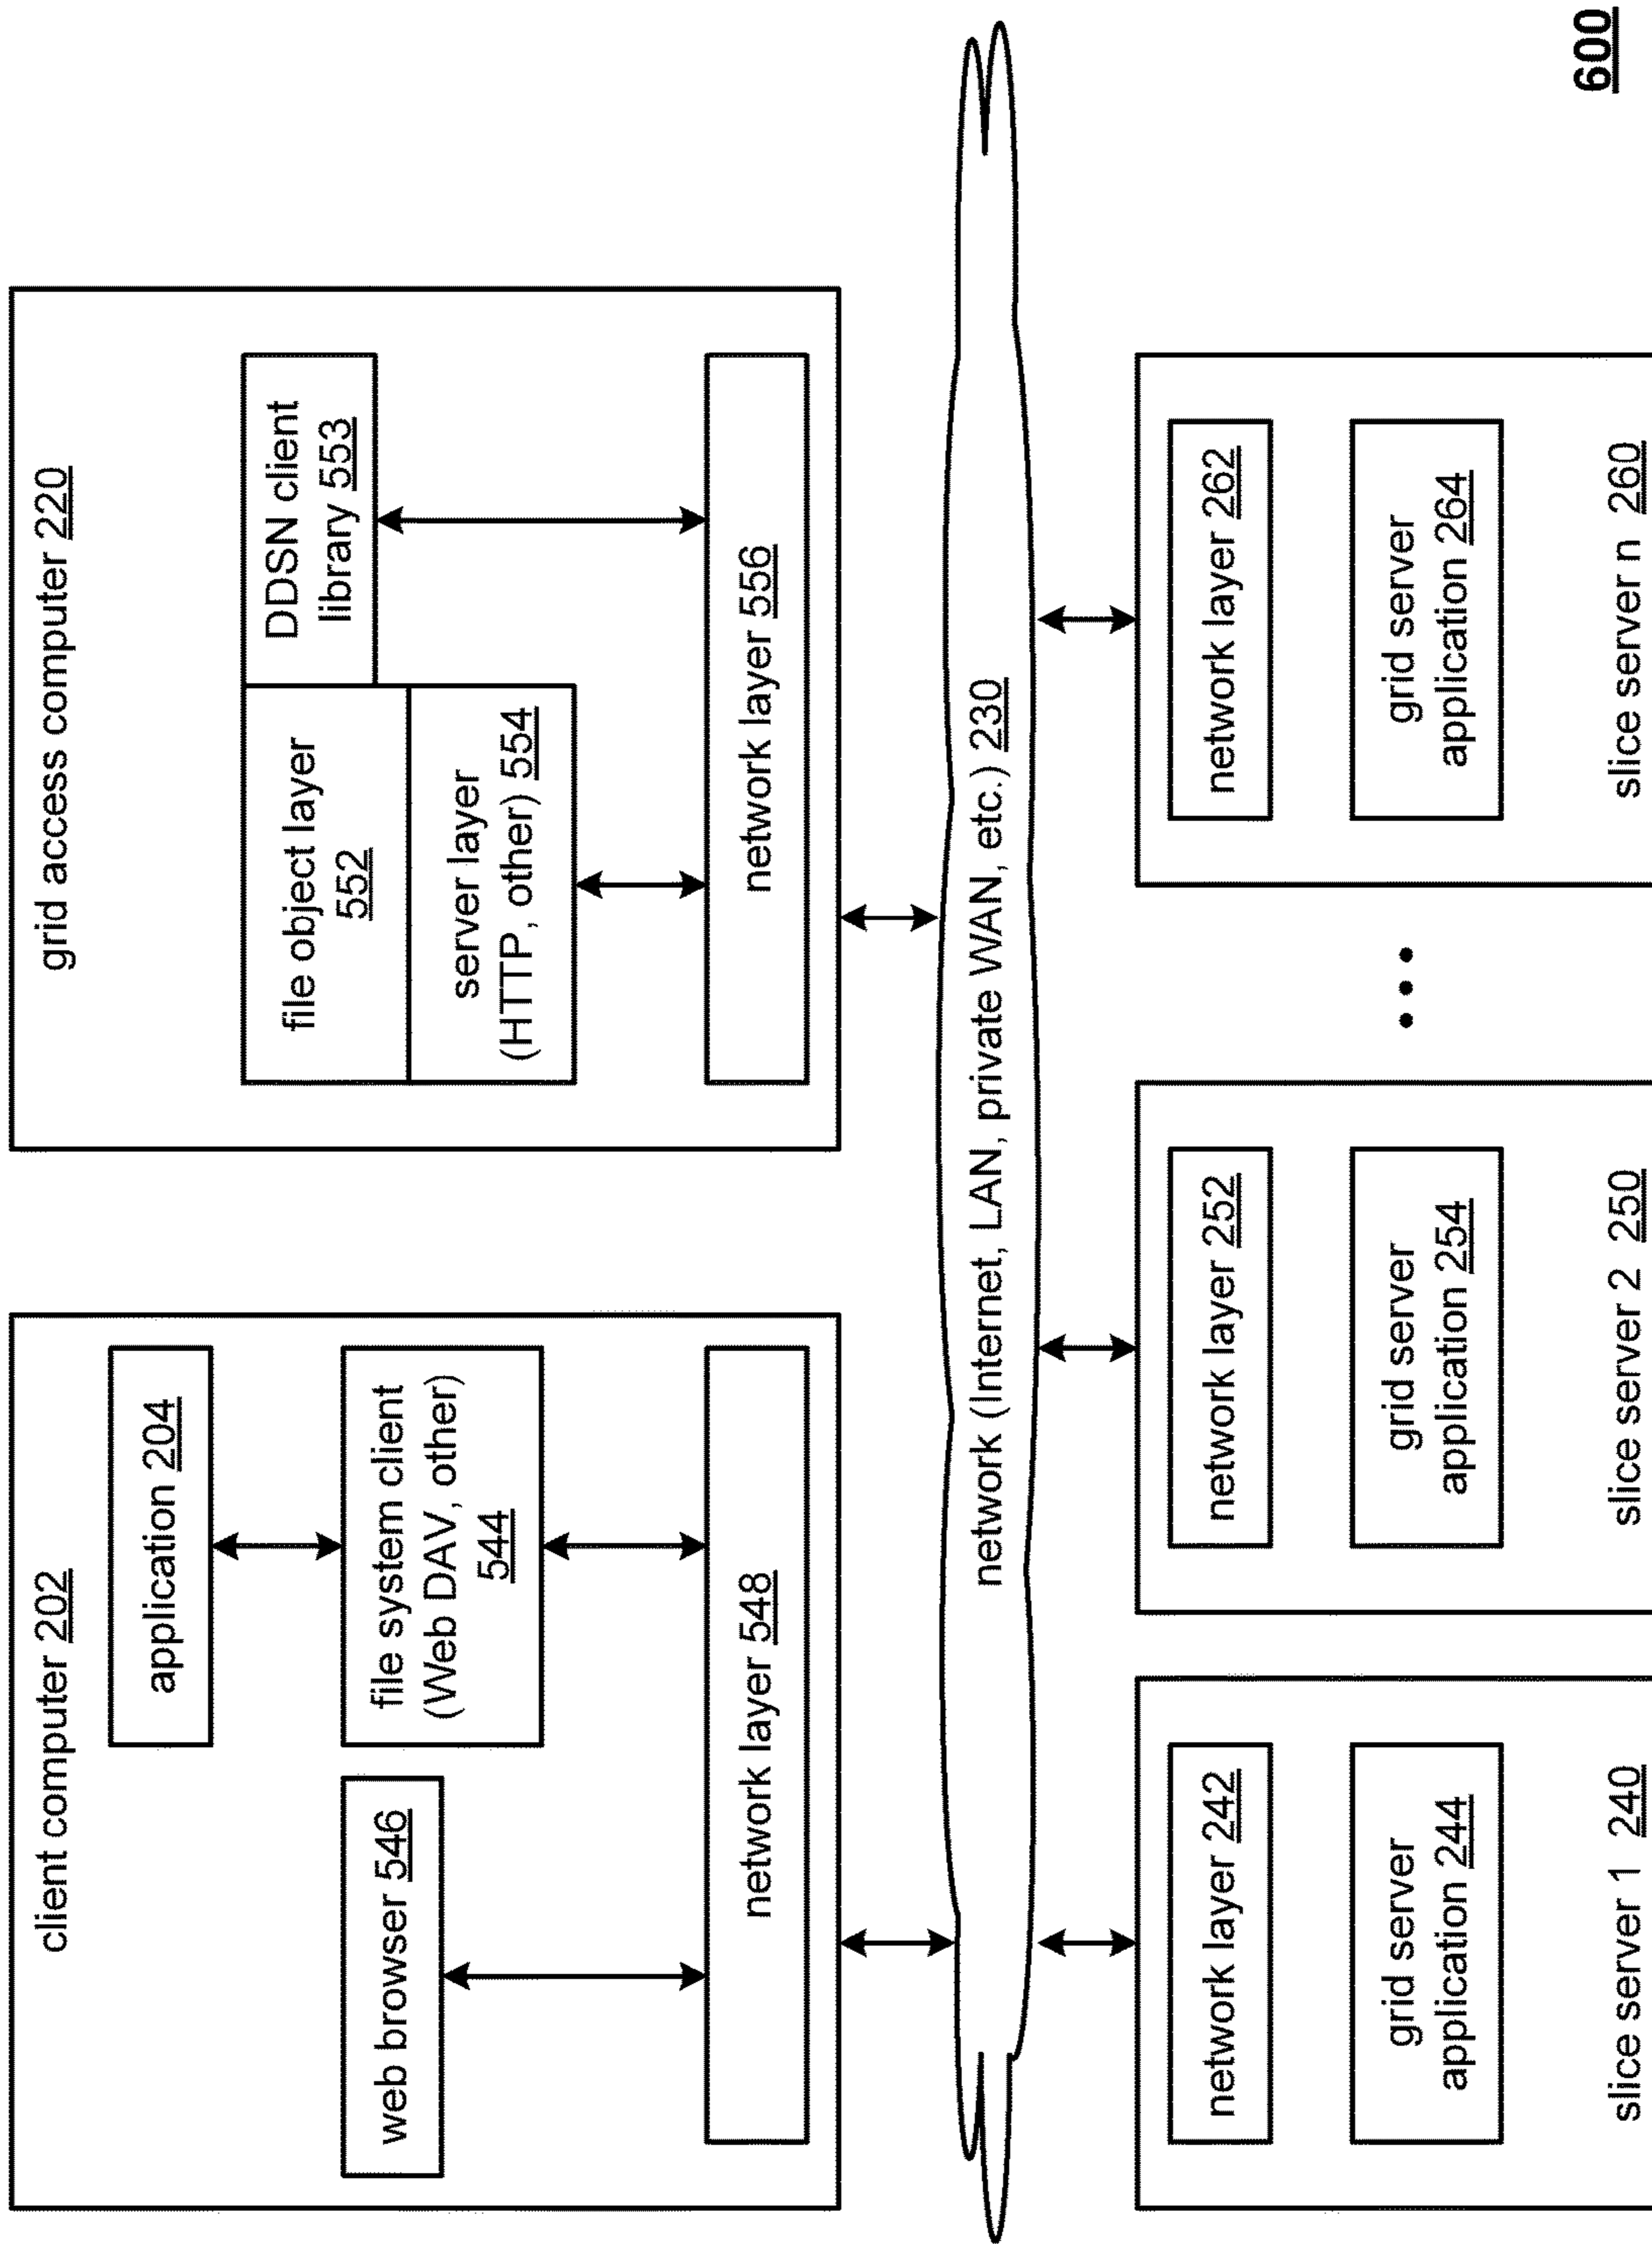 client computer 202
application 204
web browser 546
file system client
(Web DAV, other)
544
network layer 548
grid access computer 220
file object layer
552
DDSN client
library 553
server layer
(HTTP, other) 554
network layer 556
network (Internet, LAN, private WAN, etc.) 230
network layer 242
grid server
application 244
slice server 1 240
network layer 252
grid server
application 254
slice server 2 250
• • •
network layer 262
grid server
application 264
slice server n 260
600